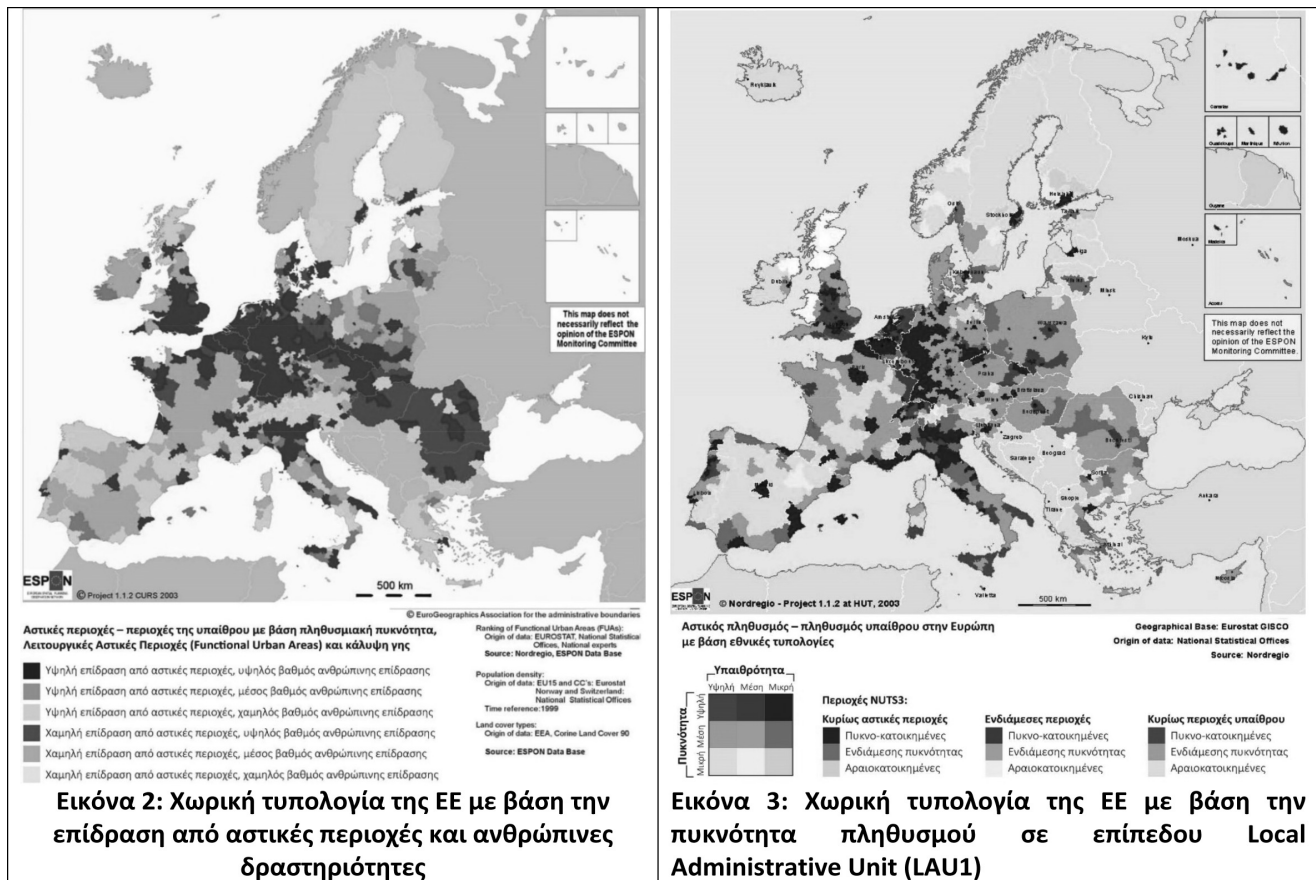 This map does not
necessarily reflect the
opinion of the ESPON
Monitoring Committee
ESPON
© Project 1.1.2 CURS 2003
500 km
© EuroGeographics Association for the administrative boundaries
Αστικές περιοχές – περιοχές της υπαίθρου με βάση πληθυσμιακή πυκνότητα,
Λειτουργικές Αστικές Περιοχές (Functional Urban Areas) και κάλυψη γης
Υψηλή επίδραση από αστικές περιοχές, υψηλός βαθμός ανθρώπινης επίδρασης
Υψηλή επίδραση από αστικές περιοχές, μέσος βαθμός ανθρώπινης επίδρασης
Υψηλή επίδραση από αστικές περιοχές, χαμηλός βαθμός ανθρώπινης επίδρασης
Χαμηλή επίδραση από αστικές περιοχές, υψηλός βαθμός ανθρώπινης επίδρασης
Χαμηλή επίδραση από αστικές περιοχές, μέσος βαθμός ανθρώπινης επίδρασης
Χαμηλή επίδραση από αστικές περιοχές, χαμηλός βαθμός ανθρώπινης επίδρασης
Ranking of Functional Urban Areas (FUAs):
Origin of data: EUROSTAT, National Statistical
Offices, National experts
Source: Nordregio, ESPON Data Base
Population density:
Origin of data: EU15 and CC's: Eurostat
Norway and Switzerland:
National Statistical Offices
Time reference:1999
Land cover types:
Origin of data: EEA, Corine Land Cover 90
Source: ESPON Data Base
Εικόνα 2: Χωρική τυπολογία της ΕΕ με βάση την
επίδραση από αστικές περιοχές και ανθρώπινες
δραστηριότητες
Reykjavik
Canarias
Guadeloupe Martinique Réunion
Guyane
Madeira
Açores
Oslo
Stockholm
Helsinki
Tallinn
Riga
Moskva
Minsk
Kyiv
Dublin
Warszawa
Praha
Bratislava
Budapest
Zagreb
Beograd
Sarajevo
Skopje
Tirane
Ankara
Valletta
This map does not
necessarily reflect the
opinion of the ESPON
Monitoring Committee.
ESPON
© Nordregio - Project 1.1.2 at HUT, 2003
500 km
Αστικός πληθυσμός – πληθυσμός υπαίθρου στην Ευρώπη
με βάση εθνικές τυπολογίες
Geographical Base: Eurostat GISCO
Origin of data: National Statistical Offices
Source: Nordregio
Υπαιθρότητα
Υψηλή Μέση Μικρή
Πυκνότητα
Υψηλή
Μέση
Μικρή
Περιοχές NUTS3:
Κυρίως αστικές περιοχές
Πυκνο-κατοικημένες
Ενδιάμεσης πυκνότητας
Αραιοκατοικημένες
Ενδιάμεσες περιοχές
Πυκνο-κατοικημένες
Ενδιάμεσης πυκνότητας
Αραιοκατοικημένες
Κυρίως περιοχές υπαίθρου
Πυκνο-κατοικημένες
Ενδιάμεσης πυκνότητας
Αραιοκατοικημένες
Εικόνα 3: Χωρική τυπολογία της ΕΕ με βάση την
πυκνότητα πληθυσμού σε επίπεδου Local
Administrative Unit (LAU1)